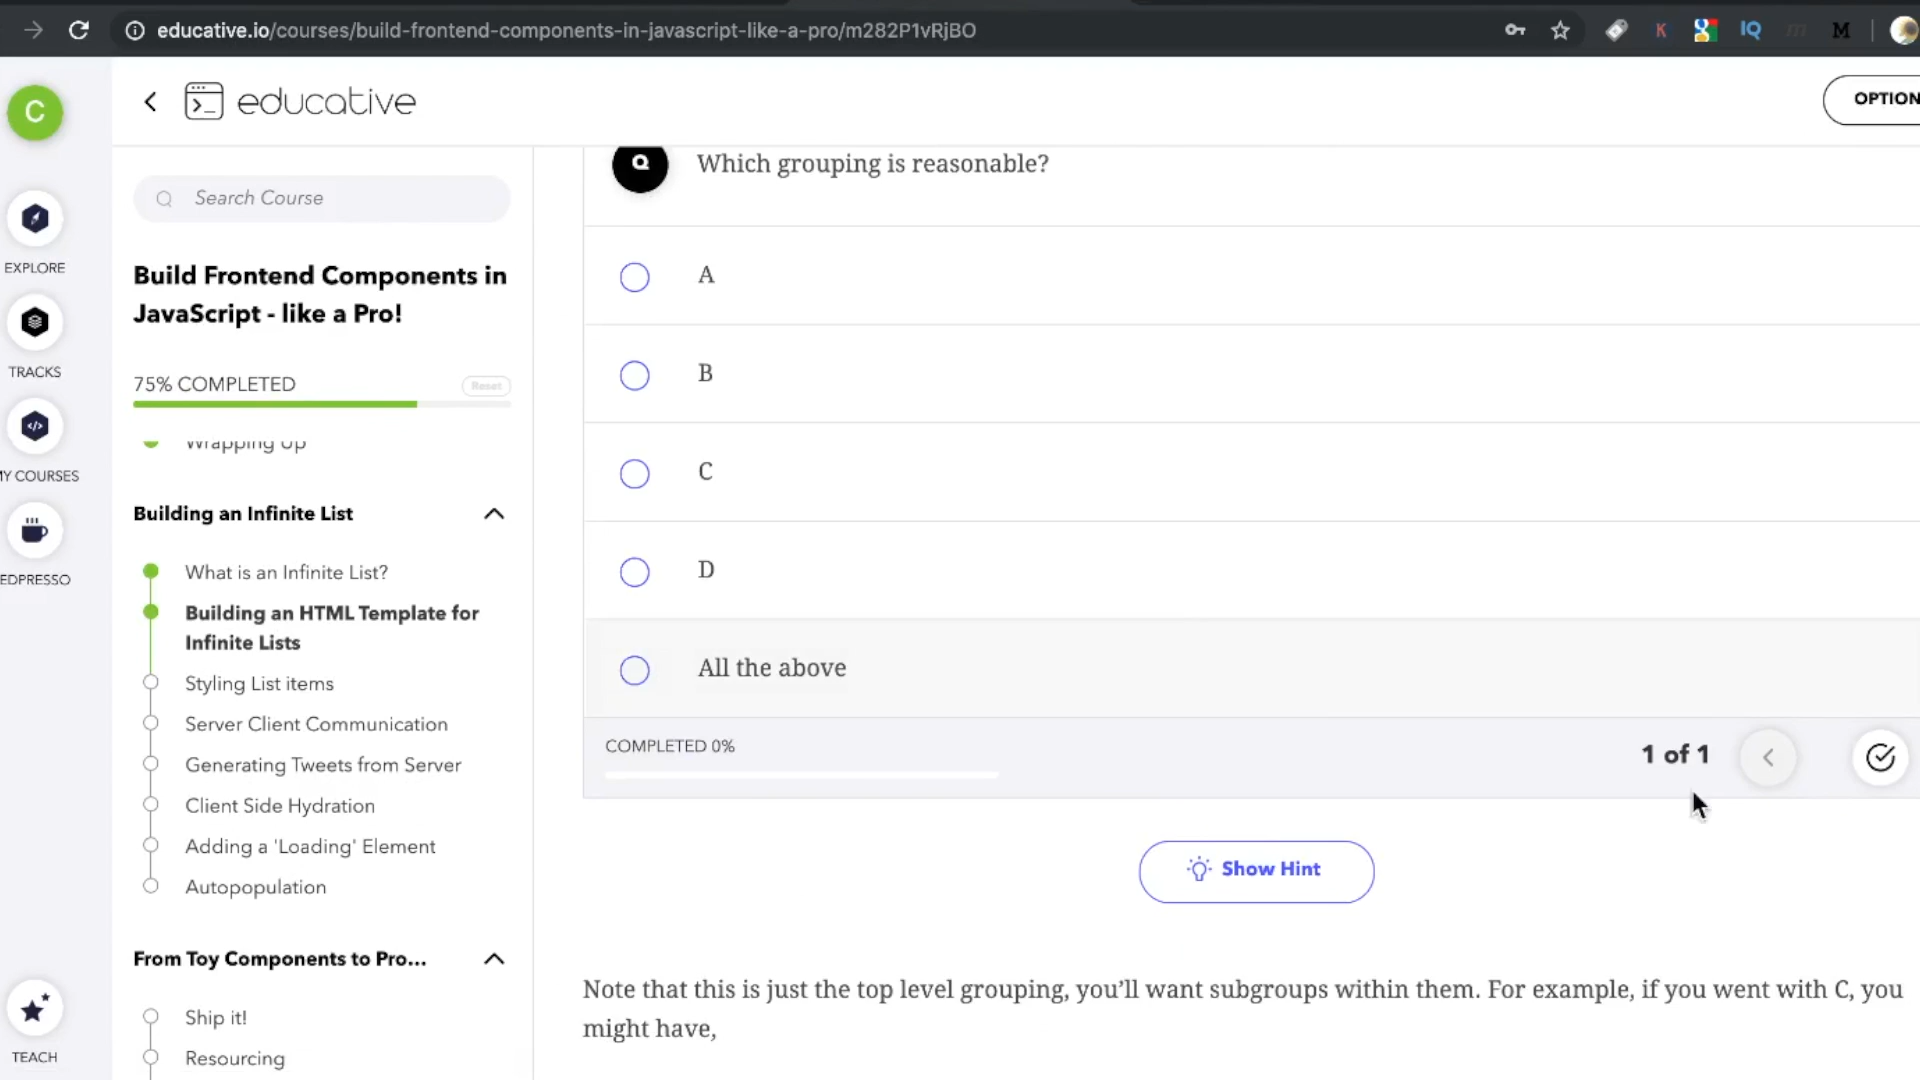 educative.io/courses/build-frontend-components-in-javascript-like-a-pro/m282P1vRjBO
K
IQ
m
M
C
educative
OPTION
EXPLORE
TRACKS
MY COURSES
EDPRESSO
TEACH
Search Course
Build Frontend Components in
JavaScript - like a Pro!
75% COMPLETED
Reset
Wrapping Up
Building an Infinite List
What is an Infinite List?
Building an HTML Template for
Infinite Lists
Styling List items
Server Client Communication
Generating Tweets from Server
Client Side Hydration
Adding a 'Loading' Element
Autopopulation
From Toy Components to Pro...
Ship it!
Resourcing
Q
Which grouping is reasonable?
A
B
C
D
All the above
COMPLETED 0%
1 of 1
Show Hint
Note that this is just the top level grouping, you’ll want subgroups within them. For example, if you went with C, you
might have,